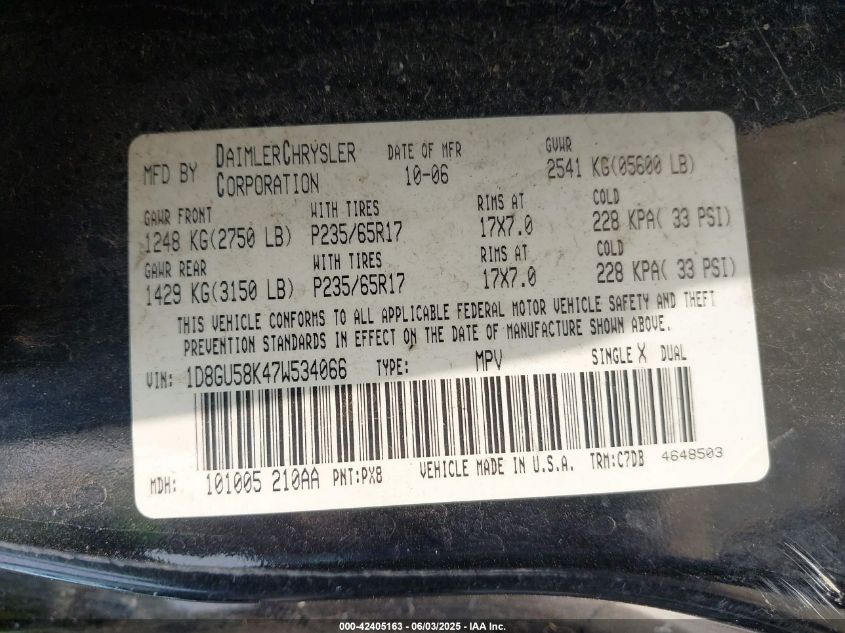 MFD BY DAIMLERCHRYSLER CORPORATION DATE OF MFR 10-06 GVWR 2541 KG(05600 LB)
GAWR FRONT WITH TIRES RIMS AT COLD
1248 KG(2750 LB) P235/65R17 17X7.0 228 KPA( 33 PSI)
GAWR REAR WITH TIRES RIMS AT COLD
1429 KG(3150 LB) P235/65R17 17X7.0 228 KPA( 33 PSI)
THIS VEHICLE CONFORMS TO ALL APPLICABLE FEDERAL MOTOR VEHICLE SAFETY AND THEFT
PREVENTION STANDARDS IN EFFECT ON THE DATE OF MANUFACTURE SHOWN ABOVE.
VIN: 1D8GU58K47W534066 TYPE: MPV SINGLE X DUAL
MDH: 101005 210AA PNT:PX8 VEHICLE MADE IN U.S.A. TRM:C7DB 4648503
000-42405163 - 06/03/2025 - IAA Inc.